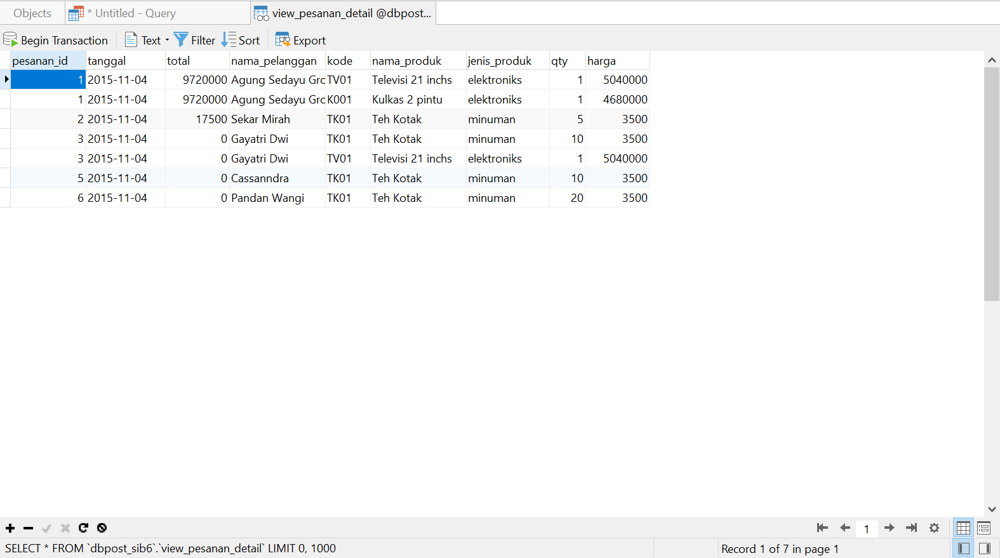 Objects * Untitled - Query view_pesanan_detail @dbpost...
Begin Transaction Text Filter Sort Export
pesanan_id tanggal total nama_pelanggan kode nama_produk jenis_produk qty harga
1 2015-11-04 9720000 Agung Sedayu Grc TV01 Televisi 21 inchs elektroniks 1 5040000
1 2015-11-04 9720000 Agung Sedayu Grc K001 Kulkas 2 pintu elektroniks 1 4680000
2 2015-11-04 17500 Sekar Mirah TK01 Teh Kotak minuman 5 3500
3 2015-11-04 0 Gayatri Dwi TK01 Teh Kotak minuman 10 3500
3 2015-11-04 0 Gayatri Dwi TV01 Televisi 21 inchs elektroniks 1 5040000
5 2015-11-04 0 Cassanndra TK01 Teh Kotak minuman 10 3500
6 2015-11-04 0 Pandan Wangi TK01 Teh Kotak minuman 20 3500
1
SELECT * FROM `dbpost_sib6`.`view_pesanan_detail` LIMIT 0, 1000 Record 1 of 7 in page 1